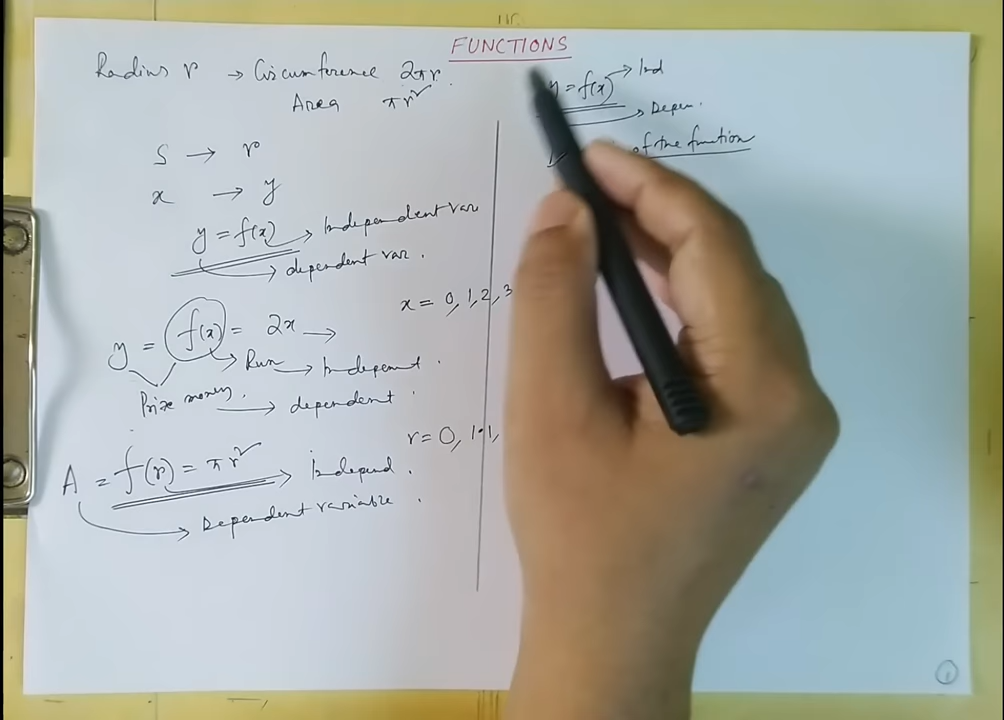 FUNCTIONS
Radius r → Circumference 2πr.
Area πr²
S → r
x → y
y = f(x) → Independent var
→ dependent var.
y = f(x) = 2x →
x = 0, 1, 2, 3
→ Run → Independent.
Prize money. → dependent.
r = 0, 1.1,
A = f(r) = πr² → Independ.
→ Dependent variable.
y = f(x) → Ind
→ Depen.
of the function
1